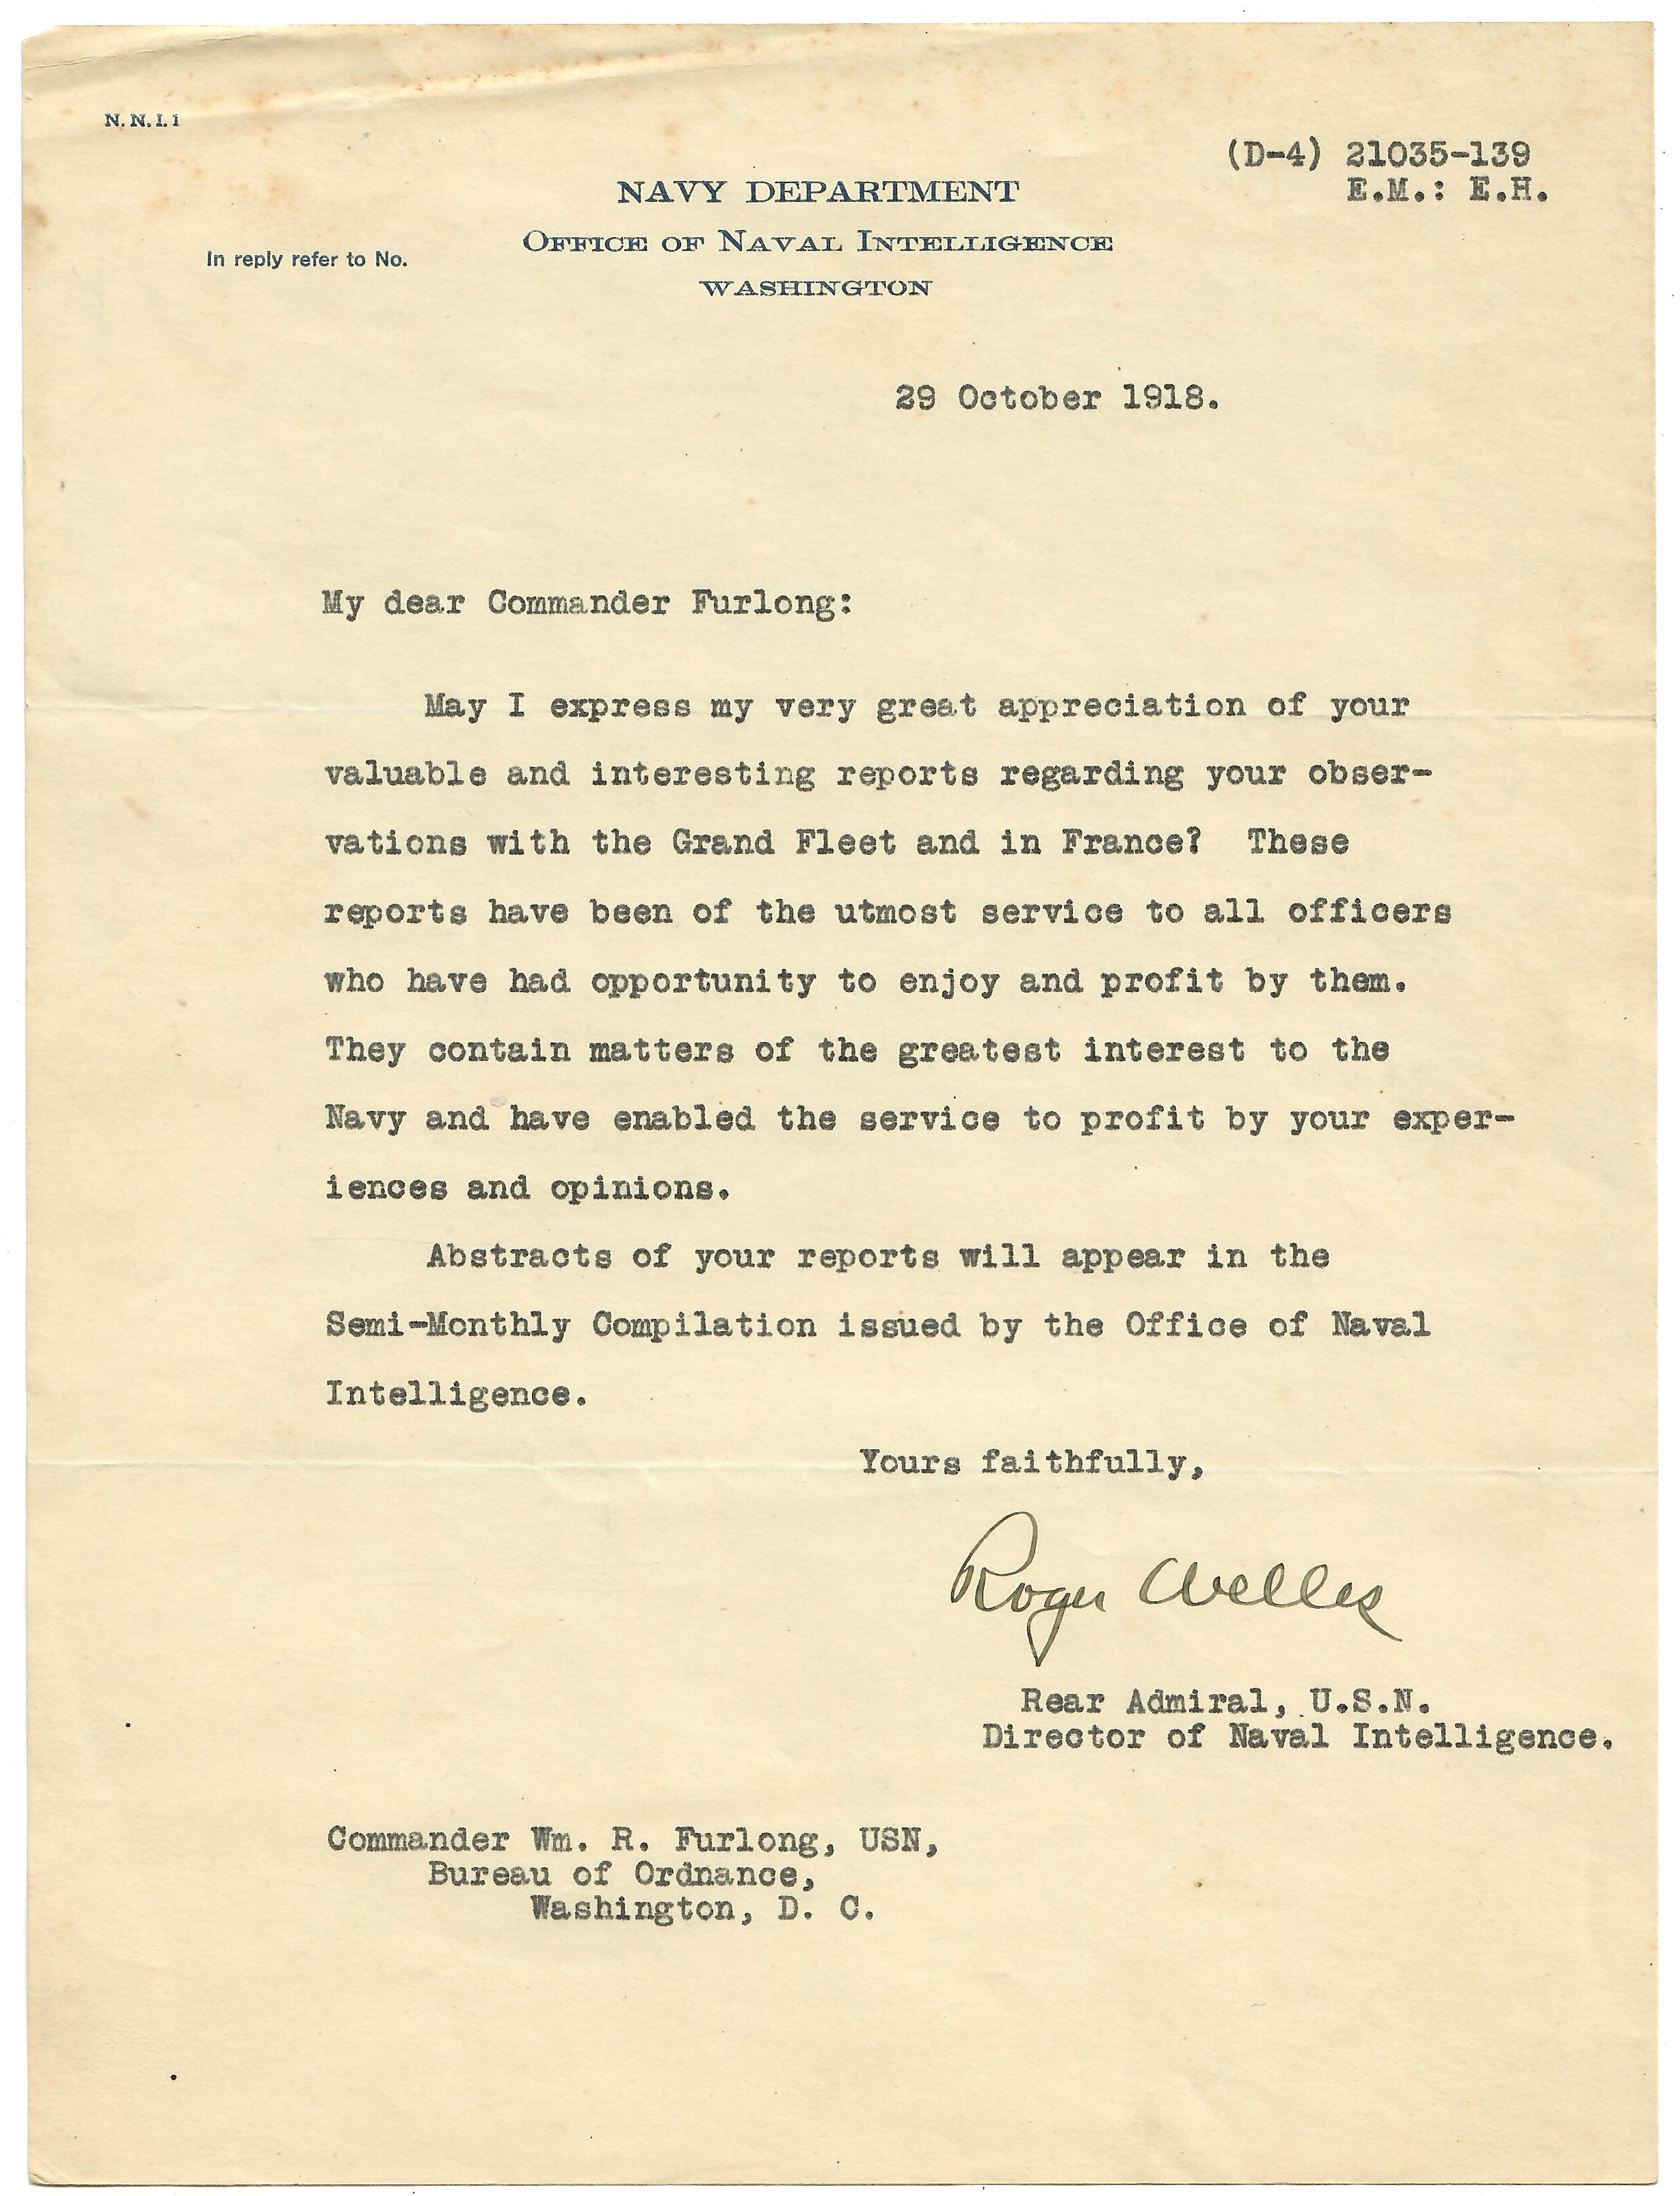 N. N. I. 1
(D-4) 21035-139
E.M.: E.H.
NAVY DEPARTMENT
OFFICE OF NAVAL INTELLIGENCE
WASHINGTON
In reply refer to No.
29 October 1918.
My dear Commander Furlong:
May I express my very great appreciation of your
valuable and interesting reports regarding your obser-
vations with the Grand Fleet and in France?  These
reports have been of the utmost service to all officers
who have had opportunity to enjoy and profit by them.
They contain matters of the greatest interest to the
Navy and have enabled the service to profit by your exper-
iences and opinions.
Abstracts of your reports will appear in the
Semi-Monthly Compilation issued by the Office of Naval
Intelligence.
Yours faithfully,
Roger Welles
Rear Admiral, U.S.N.
Director of Naval Intelligence.
Commander Wm. R. Furlong, USN,
Bureau of Ordnance,
Washington, D. C.